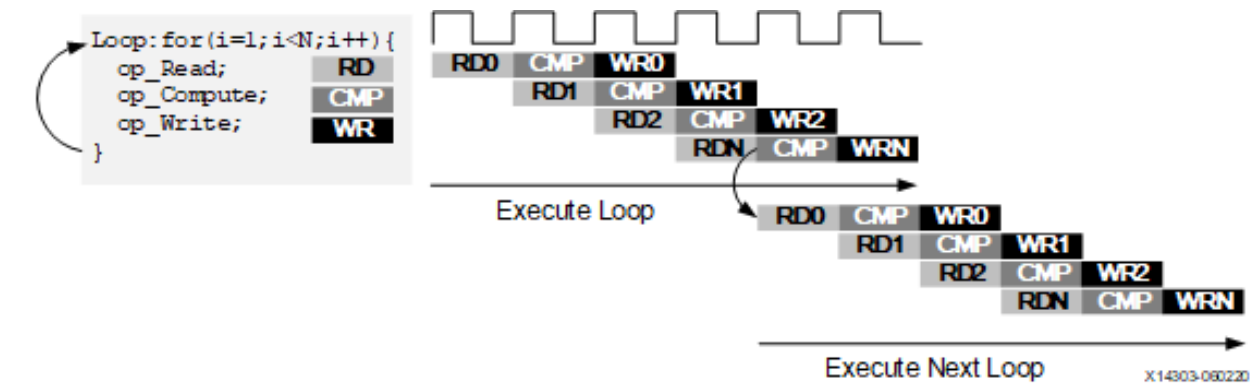 Loop:for(i=1;i<N;i++){
op_Read; RD
op_Compute; CMP
op_Write; WR
}
RD0 CMP WR0
RD1 CMP WR1
RD2 CMP WR2
RDN CMP WRN
Execute Loop
RD0 CMP WR0
RD1 CMP WR1
RD2 CMP WR2
RDN CMP WRN
Execute Next Loop
X14303-060220